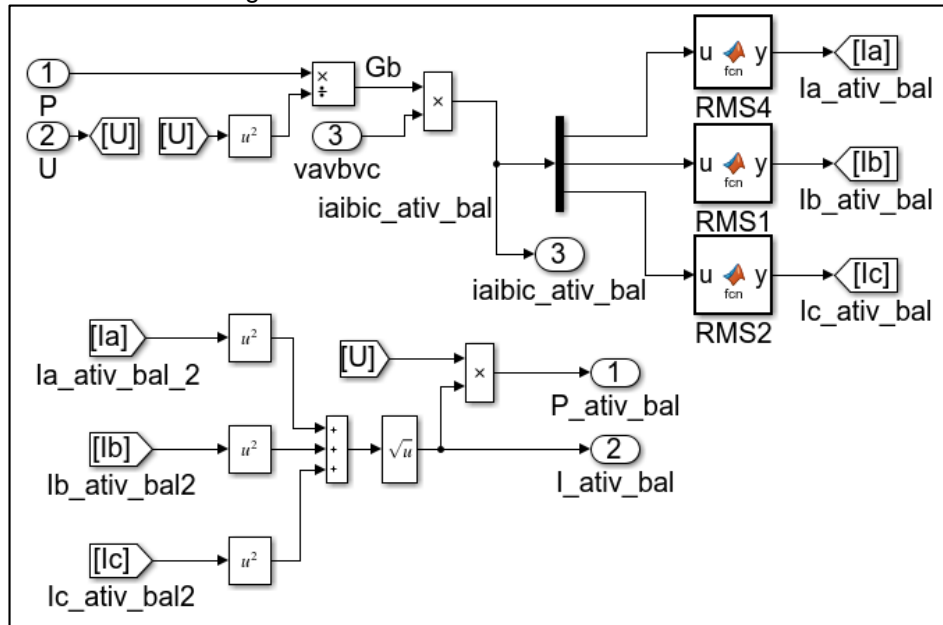 1
P
2
U
[U]
[U]
u²
×
÷
Gb
3
vavbvc
×
iaibic_ativ_bal
3
iaibic_ativ_bal
u fcn y
RMS4
[Ia]
Ia_ativ_bal
u fcn y
RMS1
[Ib]
Ib_ativ_bal
u fcn y
RMS2
[Ic]
Ic_ativ_bal
[Ia]
Ia_ativ_bal_2
u²
[Ib]
Ib_ativ_bal2
u²
[Ic]
Ic_ativ_bal2
u²
+
+
+
√u
[U]
×
1
P_ativ_bal
2
I_ativ_bal